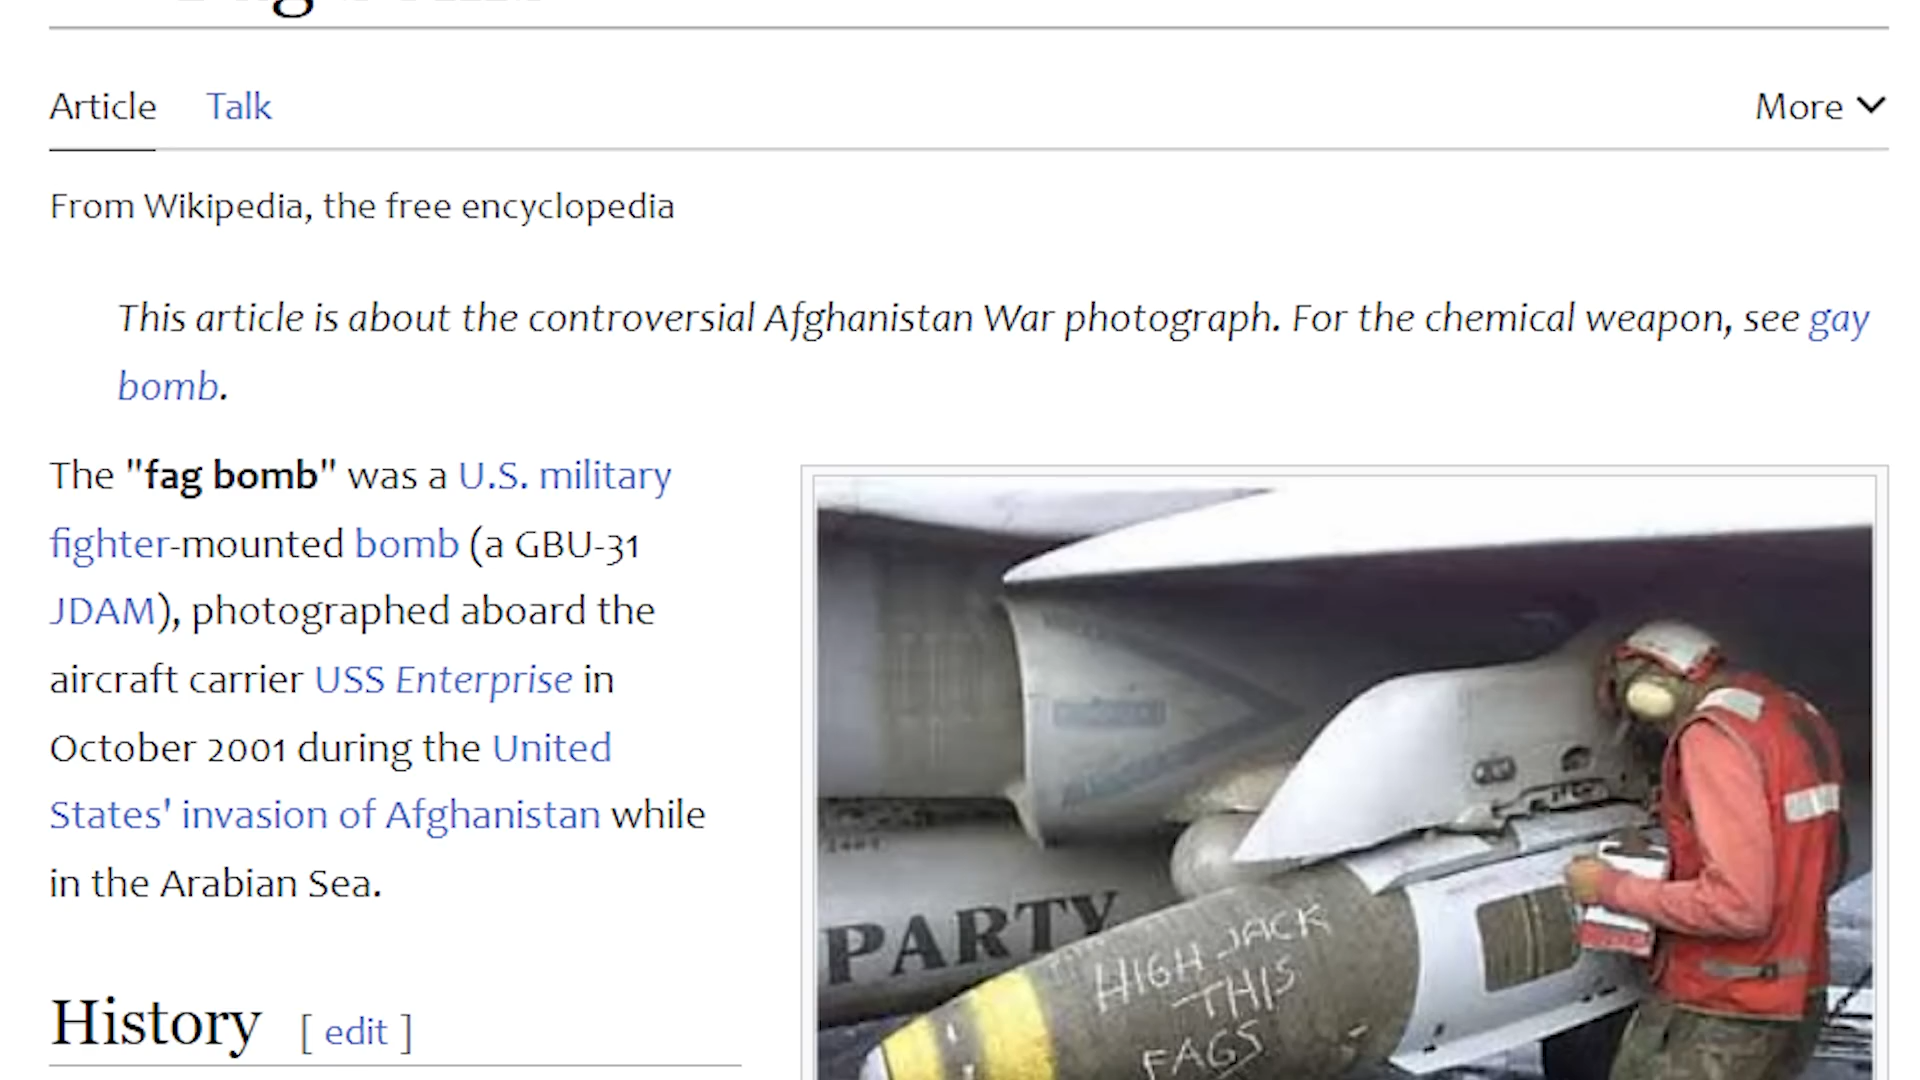 Article Talk More
From Wikipedia, the free encyclopedia
This article is about the controversial Afghanistan War photograph. For the chemical weapon, see gay
bomb.
The "fag bomb" was a U.S. military
fighter-mounted bomb (a GBU-31
JDAM), photographed aboard the
aircraft carrier USS Enterprise in
October 2001 during the United
States' invasion of Afghanistan while
in the Arabian Sea.
History [ edit ]
PARTY
HIGH JACK
THIS
FAGS